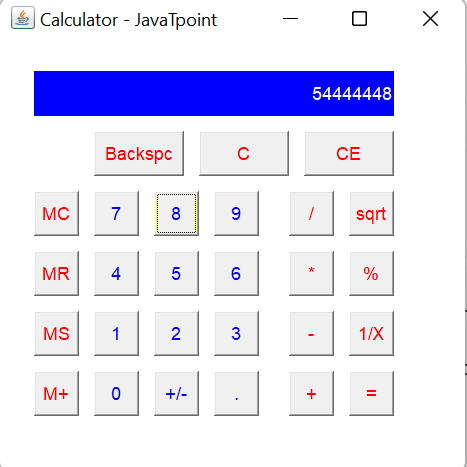 Calculator - JavaTpoint
54444448
Backspc C CE
MC 7 8 9 / sqrt
MR 4 5 6 * %
MS 1 2 3 - 1/X
M+ 0 +/- . + =